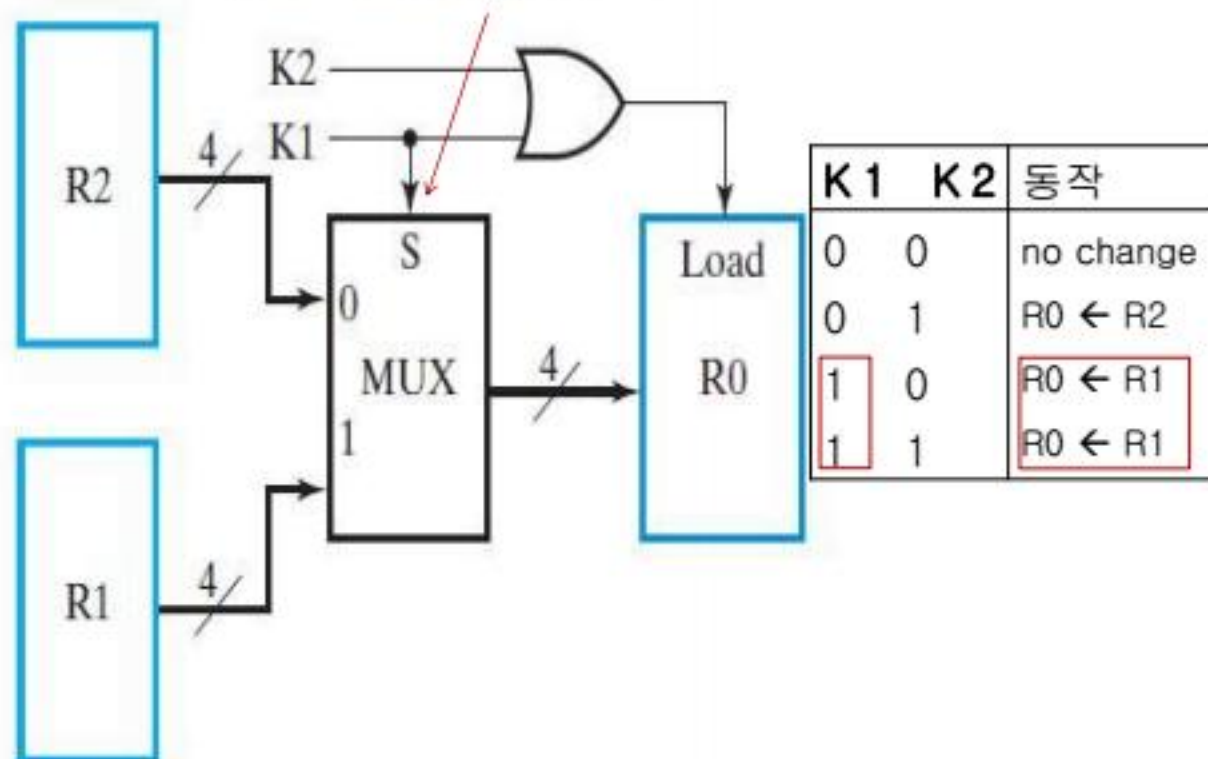 K2
K1
4
R2
S
0
MUX
1
4
Load
R0
4
R1
K1 K2 동작
0 0 no change
0 1 R0 ← R2
1 0 R0 ← R1
1 1 R0 ← R1